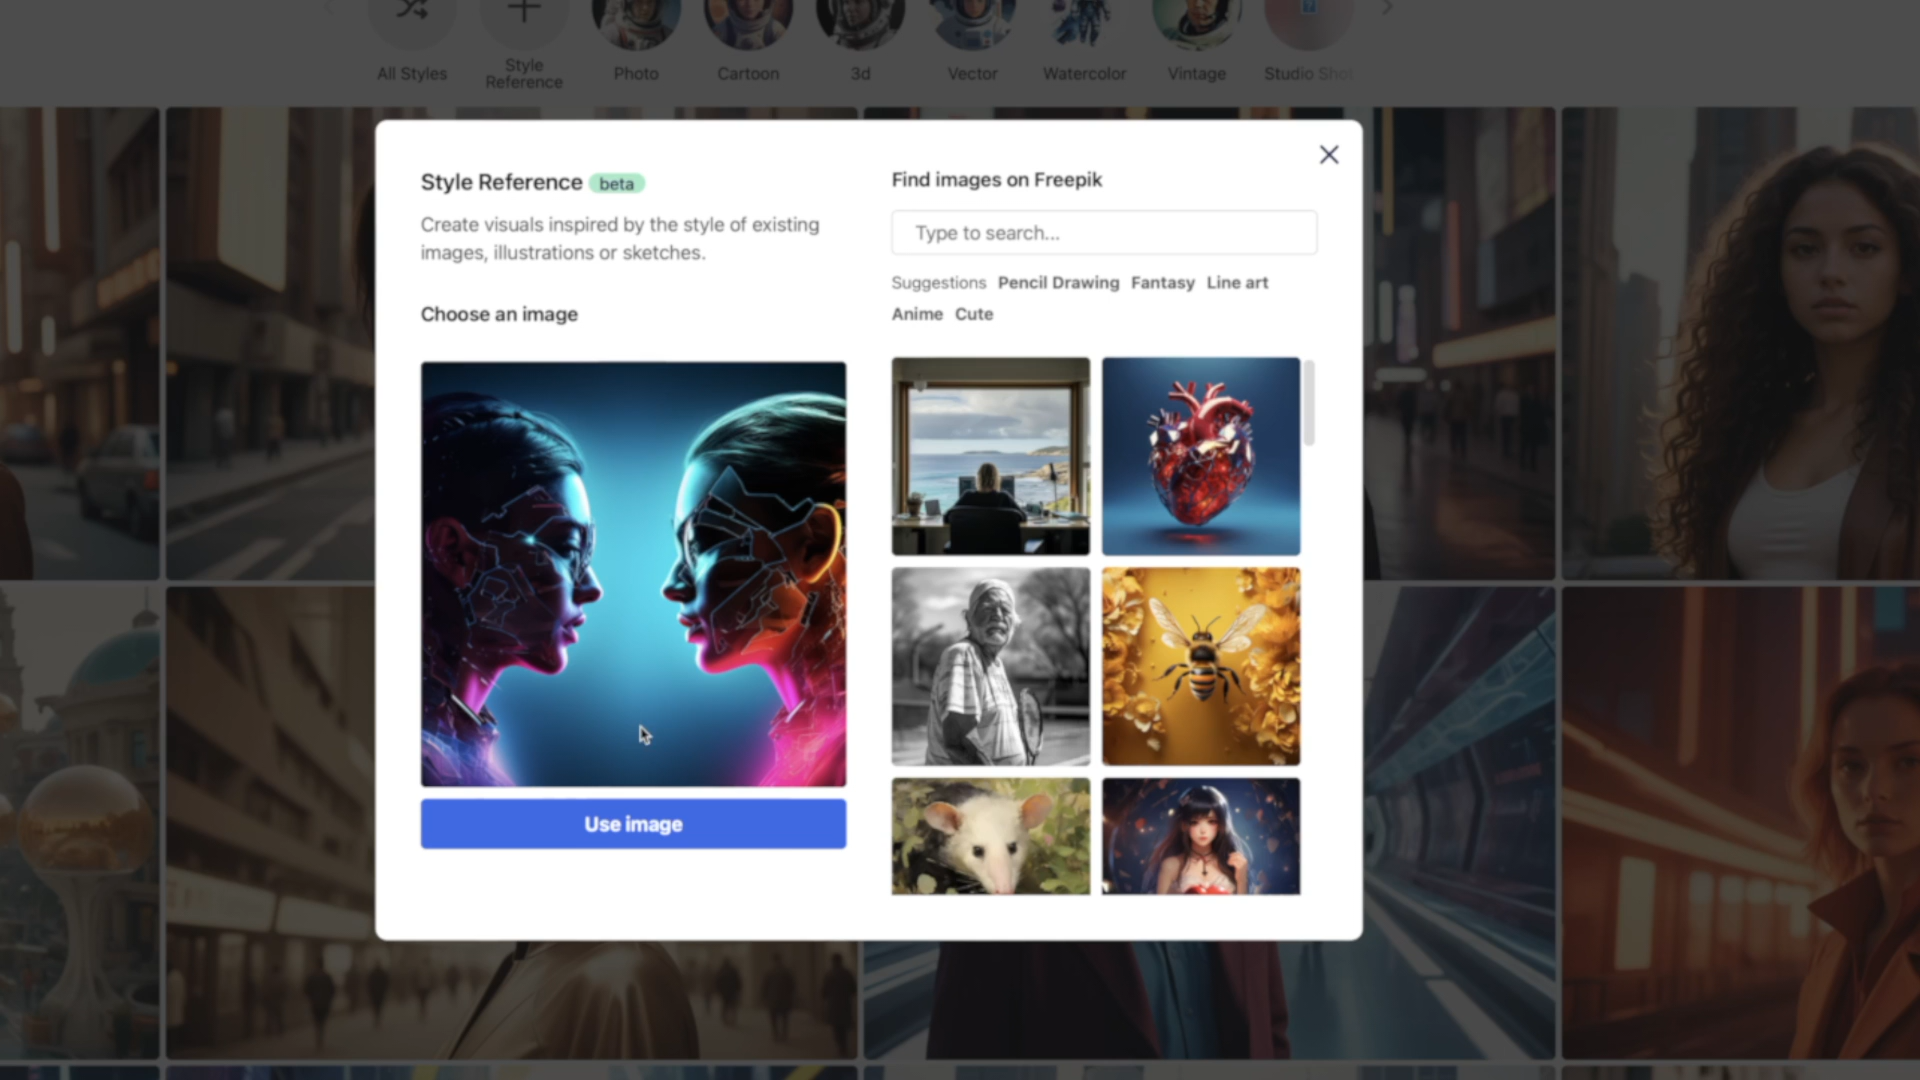 All Styles
Style
Reference
Photo
Cartoon
3d
Vector
Watercolor
Vintage
Studio Shot
Style Reference beta
Create visuals inspired by the style of existing
images, illustrations or sketches.
Choose an image
Use image
Find images on Freepik
Type to search...
Suggestions Pencil Drawing Fantasy Line art
Anime Cute